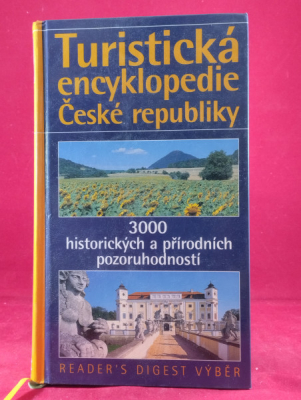 Turistická
encyklopedie
České republiky
3000
historických a přírodních
pozoruhodností
READER'S DIGEST VÝBĚR